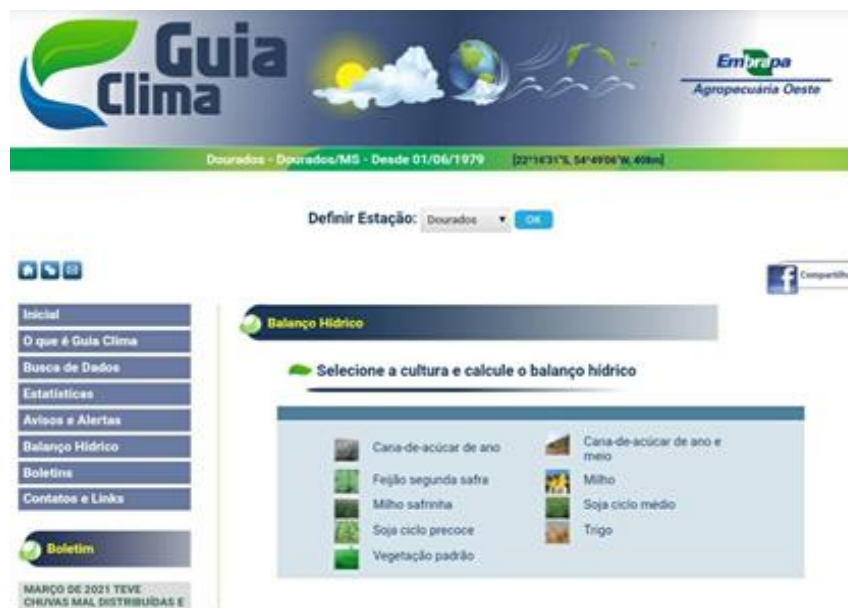 Guia
Clima
Embrapa
Agropecuária Oeste
Dourados - Dourados/MS - Desde 01/06/1979
Definir Estação: Dourados OK
Compartilhe
Inicial
O que é Guia Clima
Busca de Dados
Estatísticas
Avisos e Alertas
Balanço Hídrico
Boletins
Contatos e Links
Boletim
MARÇO DE 2021 TEVE
CHUVAS MAL DISTRIBUÍDAS E
Balanço Hídrico
Selecione a cultura e calcule o balanço hídrico
Cana-de-acúcar de ano
Cana-de-acúcar de ano e
meio
Feijão segunda safra
Milho
Milho safrinha
Soja ciclo médio
Soja ciclo precoce
Trigo
Vegetação padrão